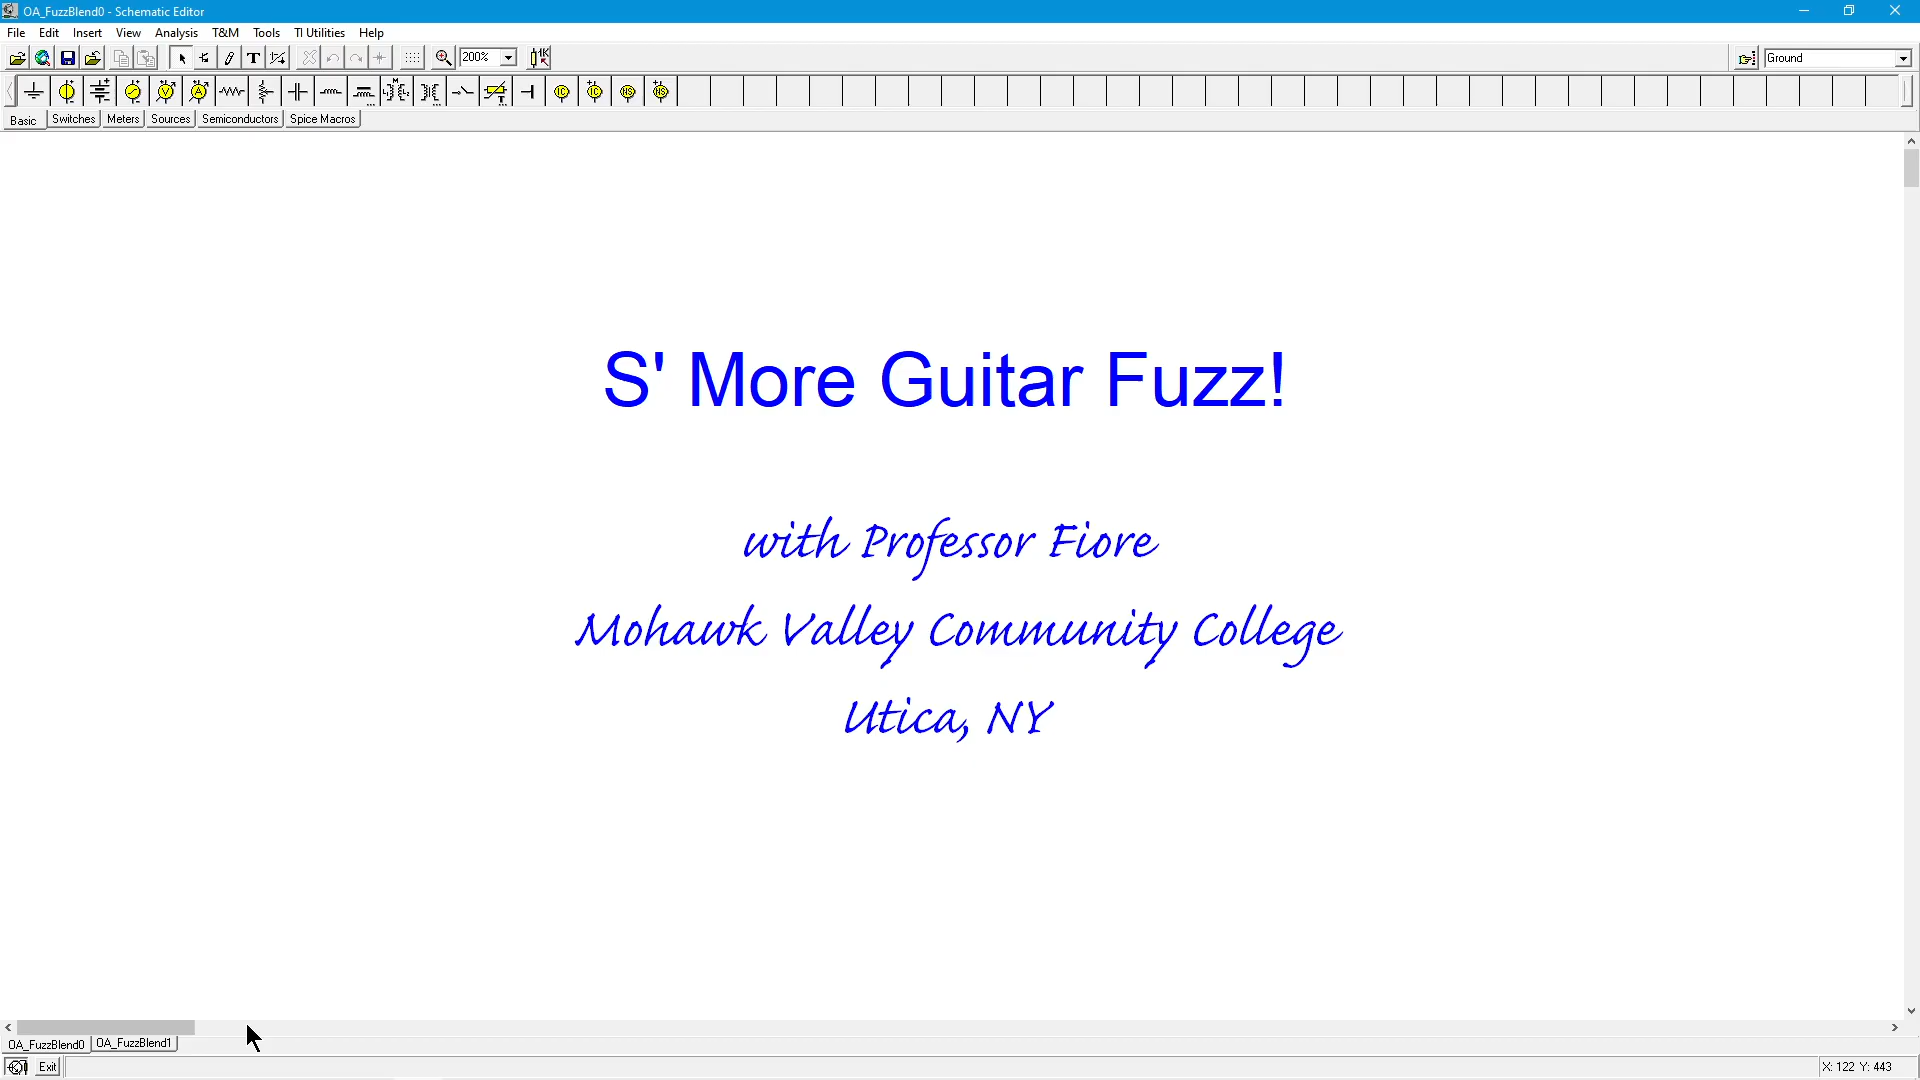 OA_FuzzBlend0 - Schematic Editor
File Edit Insert View Analysis T&M Tools TI Utilities Help
200% Ground
Basic Switches Meters Sources Semiconductors Spice Macros
S' More Guitar Fuzz!
with Professor Fiore
Mohawk Valley Community College
Utica, NY
OA_FuzzBlend0 OA_FuzzBlend1
Exit X: 122 Y: 443